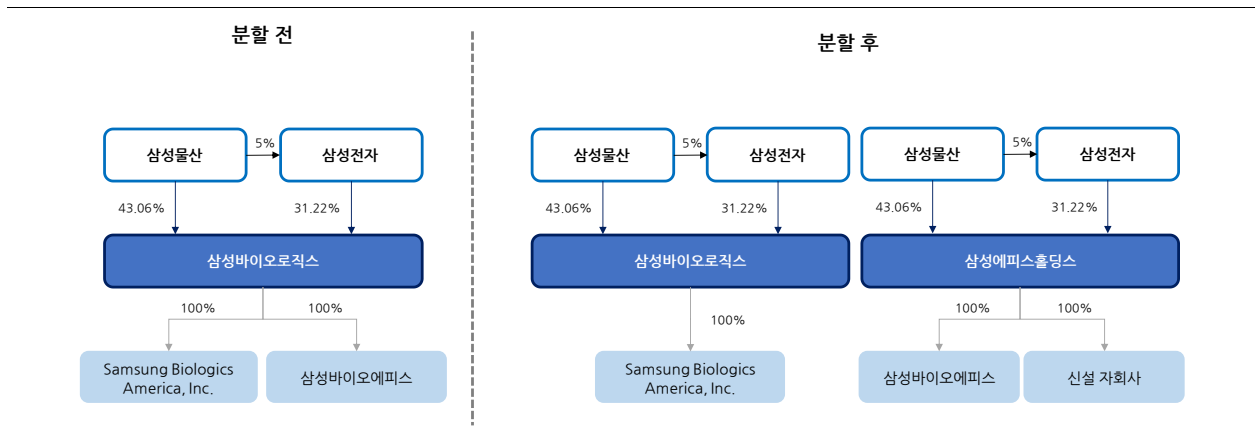 분할 전
삼성물산
5%
삼성전자
43.06%
31.22%
삼성바이오로직스
100%
100%
Samsung Biologics
America, Inc.
삼성바이오에피스
분할 후
삼성물산
5%
삼성전자
43.06%
31.22%
삼성바이오로직스
100%
Samsung Biologics
America, Inc.
삼성물산
5%
삼성전자
43.06%
31.22%
삼성에피스홀딩스
100%
100%
삼성바이오에피스
신설 자회사